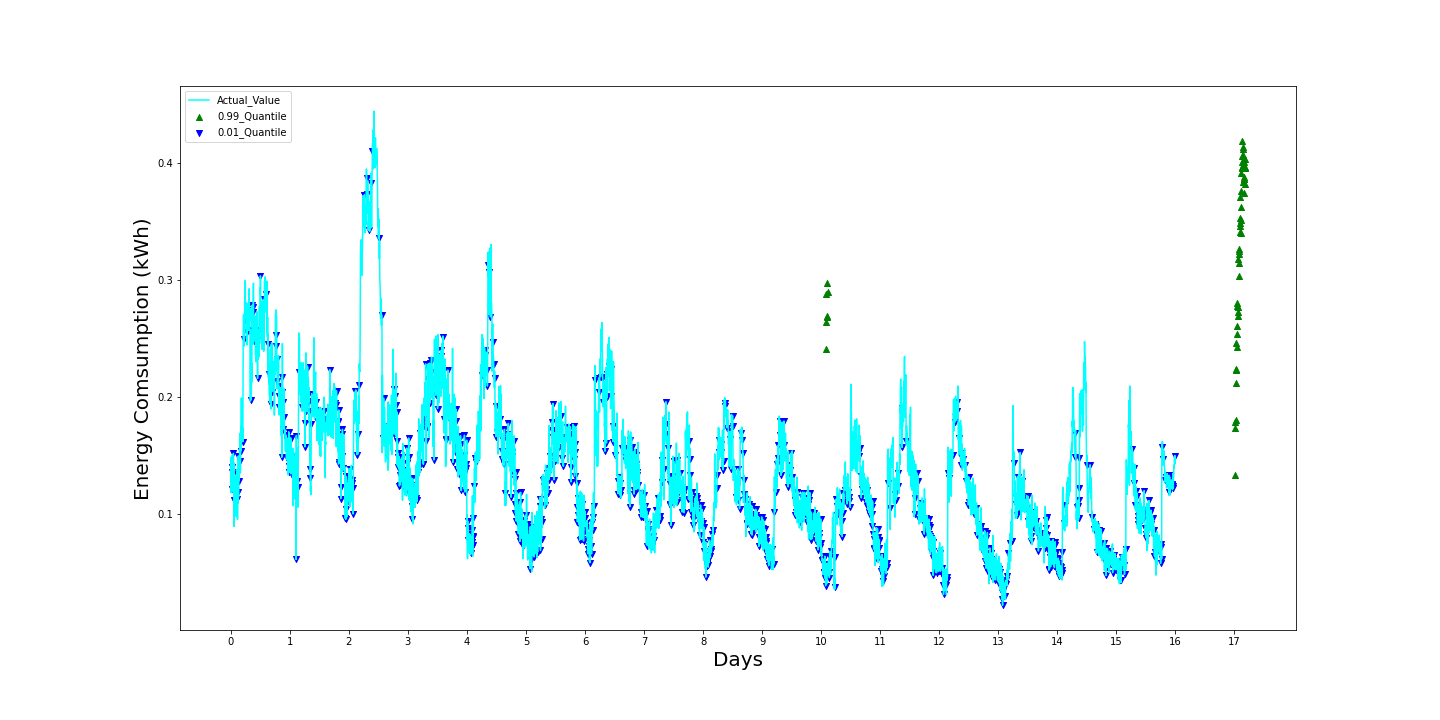 Actual_Value
0.99_Quantile
0.01_Quantile
0.4
0.3
0.2
0.1
Energy Comsumption (kWh)
0 1 2 3 4 5 6 7 8 9 10 11 12 13 14 15 16 17
Days